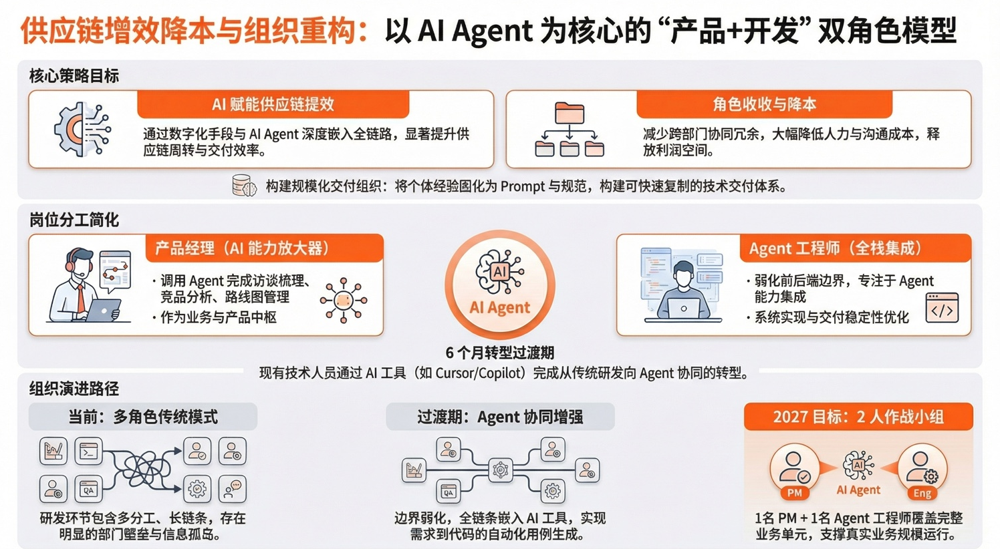 供应链增效降本与组织重构：以 AI Agent 为核心的“产品+开发”双角色模型
核心策略目标
AI 赋能供应链提效
通过数字化手段与 AI Agent 深度嵌入全链路，显著提升供
应链周转与交付效率。
角色收收与降本
减少跨部门协同冗余，大幅降低人力与沟通成本，释
放利润空间。
构建规模化交付组织：将个体经验固化为 Prompt 与规范，构建可快速复制的技术交付体系。
岗位分工简化
产品经理（AI 能力放大器）
· 调用 Agent 完成访谈梳理、
竞品分析、路线图管理
· 作为业务与产品中枢
AI
AI Agent
6 个月转型过渡期
现有技术人员通过 AI 工具（如 Cursor/Copilot）完成从传统研发向 Agent 协同的转型。
Agent 工程师（全栈集成）
· 弱化前后端边界，专注于 Agent
能力集成
· 系统实现与交付稳定性优化
</>
组织演进路径
当前：多角色传统模式
QA
研发环节包含多分工、长链条，存在
明显的部门壁垒与信息孤岛。
过渡期：Agent 协同增强
QA
边界弱化，全链条嵌入 AI 工具，实现
需求到代码的自动化用例生成。
2027 目标：2 人作战小组
PM
AI
AI Agent
Eng
1名 PM + 1名 Agent 工程师覆盖完整
业务单元，支撑真实业务规模运行。